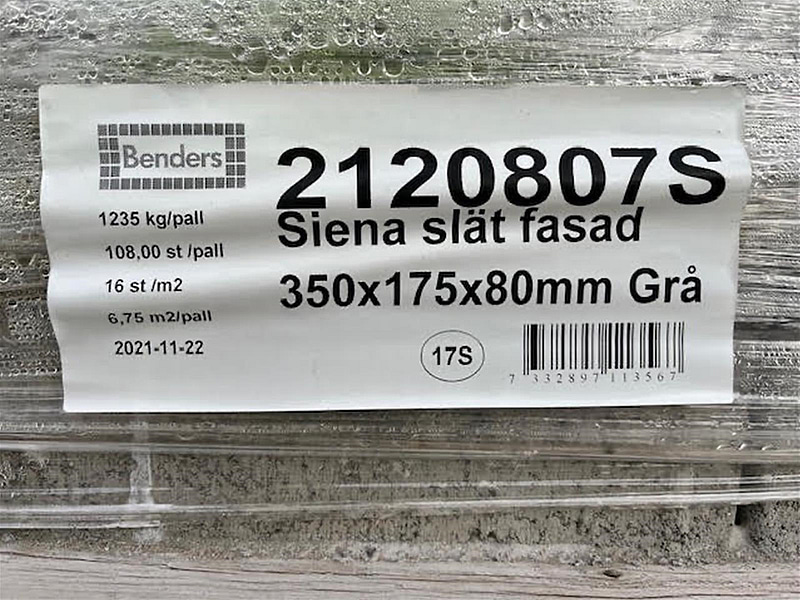 Benders
2120807S
Siena slät fasad
350x175x80mm Grå
1235 kg/pall
108,00 st /pall
16 st /m2
6,75 m2/pall
2021-11-22
17S
7 332897 113567